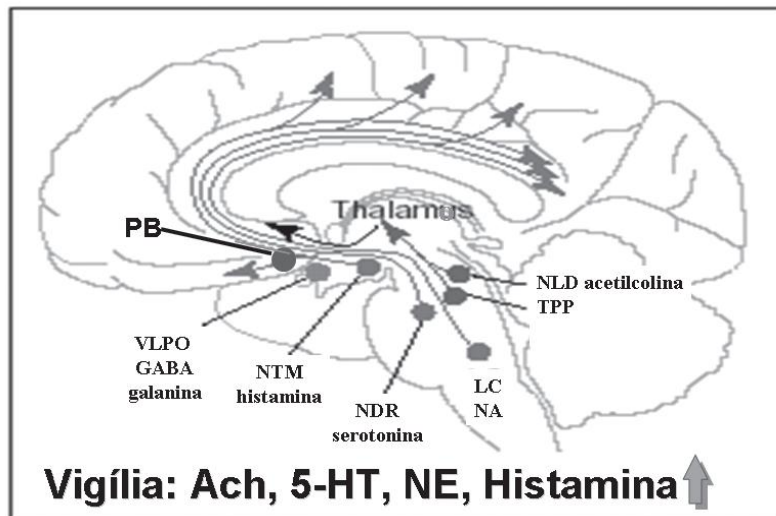 Thalamus
PB
NLD acetilcolina
TPP
VLPO
GABA
galanina
NTM
histamina
NDR
serotonina
LC
NA
Vigília: Ach, 5-HT, NE, Histamina